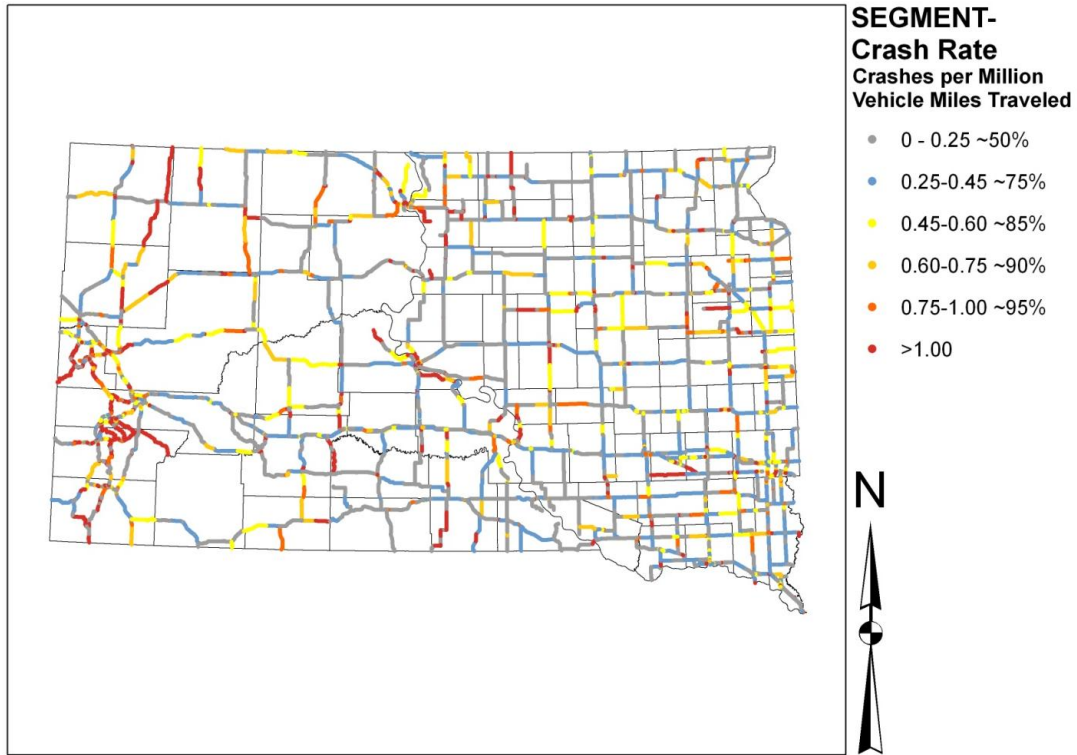 SEGMENT-
Crash Rate
Crashes per Million
Vehicle Miles Traveled
0 - 0.25 ~50%
0.25-0.45 ~75%
0.45-0.60 ~85%
0.60-0.75 ~90%
0.75-1.00 ~95%
>1.00
N